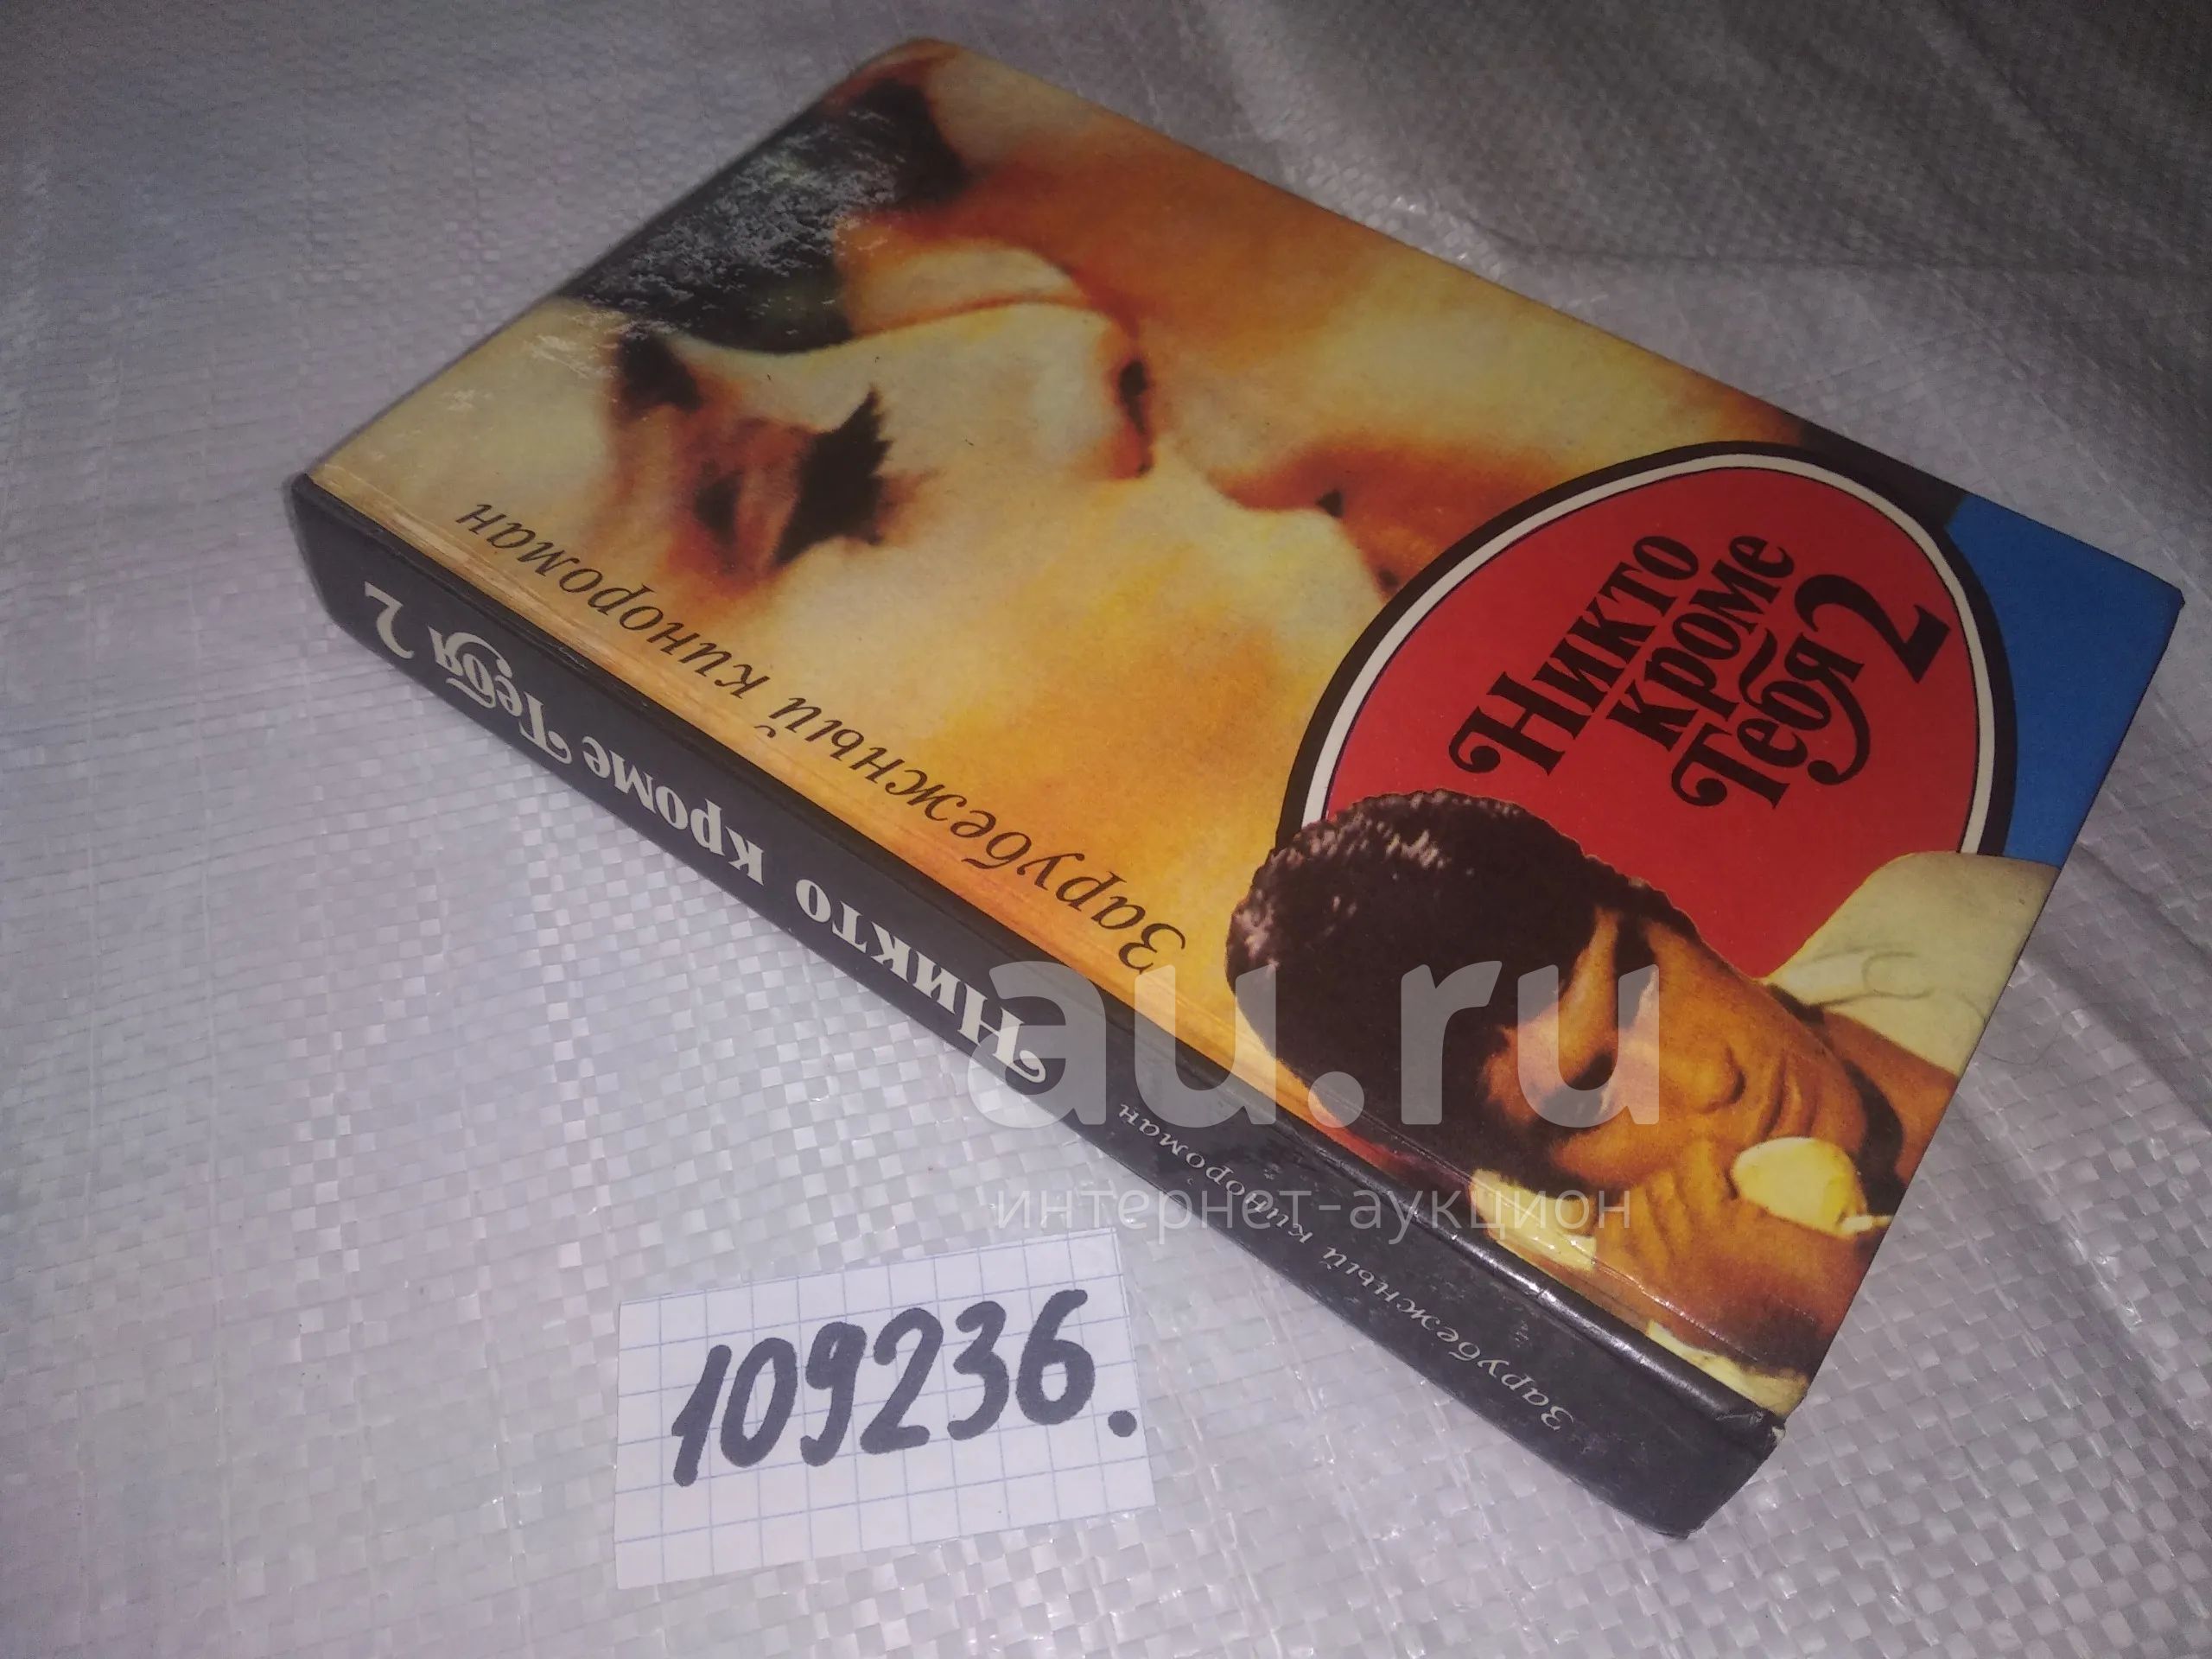 Зарубежный кинороман
Никто
кроме
Тебя 2
Никто кроме Тебя 2
Зарубежный кинороман
au.ru
интернет-аукцион
109236.